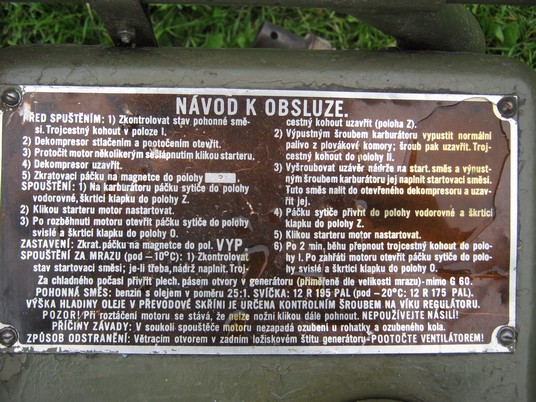 NÁVOD K OBSLUZE.
PŘED SPUŠTĚNÍM: 1) Zkontrolovat stav pohonné smě-
si. Trojcestný kohout v poloze I.
2) Dekompresor stlačením a pootočením otevřít.
3) Protočit motor několikerým sešlápnutím klikou starteru.
4) Dekompresor uzavřít.
5) Zkratovací páčku na magnetce do polohy
SPOUŠTĚNÍ: 1) Na karburátoru páčku sytiče do polohy
vodorovné, škrticí klapku do polohy Z.
2) Klikou starteru motor nastartovat.
3) Po rozběhnutí motoru otevřít páčku sytiče do polohy
svislé a škrticí klapku do polohy O.
ZASTAVENÍ: Zkrat. páčku na magnetce do pol. VYP.
SPOUŠTĚNÍ ZA MRAZU (pod -10°C): 1) Zkontrolovat
stav startovací směsi; je-li třeba, nádrž naplnit. Troj-
cestný kohout uzavřít (poloha Z).
2) Výpustným šroubem karburátoru vypustit normální
palivo z plovákové komory; šroub pak uzavřít. Troj-
cestný kohout do polohy II.
3) Vyšroubovat uzávěr nádrže na start. směs a výpust-
ným šroubem karburátoru jej naplnit startovací směsí.
Tuto směs nalít do otevřeného dekompresoru a uzav-
řít jej.
4) Páčku sytiče přivřít do polohy vodorovné a škrticí
klapku do polohy Z.
5) Klikou starteru motor nastartovat.
6) Po 2 min. běhu přepnout trojcestný kohout do polo-
hy I. Po zahřátí motoru otevřít páčku sytiče do polo-
hy svislé a škrticí klapku do polohy O.
Za chladného počasí přivřít plech. pásem otvory v generátoru (přiměřeně dle velikosti mrazu)-mimo G 60.
POHONNÁ SMĚS: benzin s olejem v poměru 25:1. SVÍČKA: 12 R 195 PAL (pod -20°C: 12 R 175 PAL).
VÝŠKA HLADINY OLEJE V PŘEVODOVÉ SKŘÍNI JE URČENA KONTROLNÍM ŠROUBEM NA VÍKU REGULÁTORU.
POZOR! Při roztáčení motoru se stává, že nelze nožní klikou dále pohnout. NEPOUŽÍVEJTE NÁSILÍ!
PŘÍČINY ZÁVADY: V soukolí spouštěče motoru nezapadá ozubení u rohatky a ozubeného kola.
ZPŮSOB ODSTRANĚNÍ: Větracím otvorem v zadním ložiskovém štítu generátoru-POOTOČTE VENTILÁTOREM!